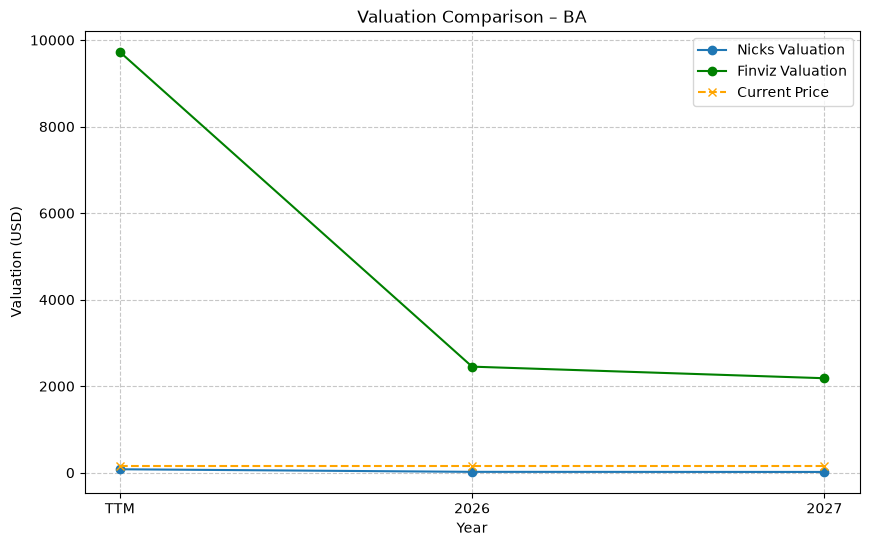 Valuation Comparison – BA
Nicks Valuation
Finviz Valuation
Current Price
Valuation (USD)
10000
8000
6000
4000
2000
0
TTM
2026
2027
Year